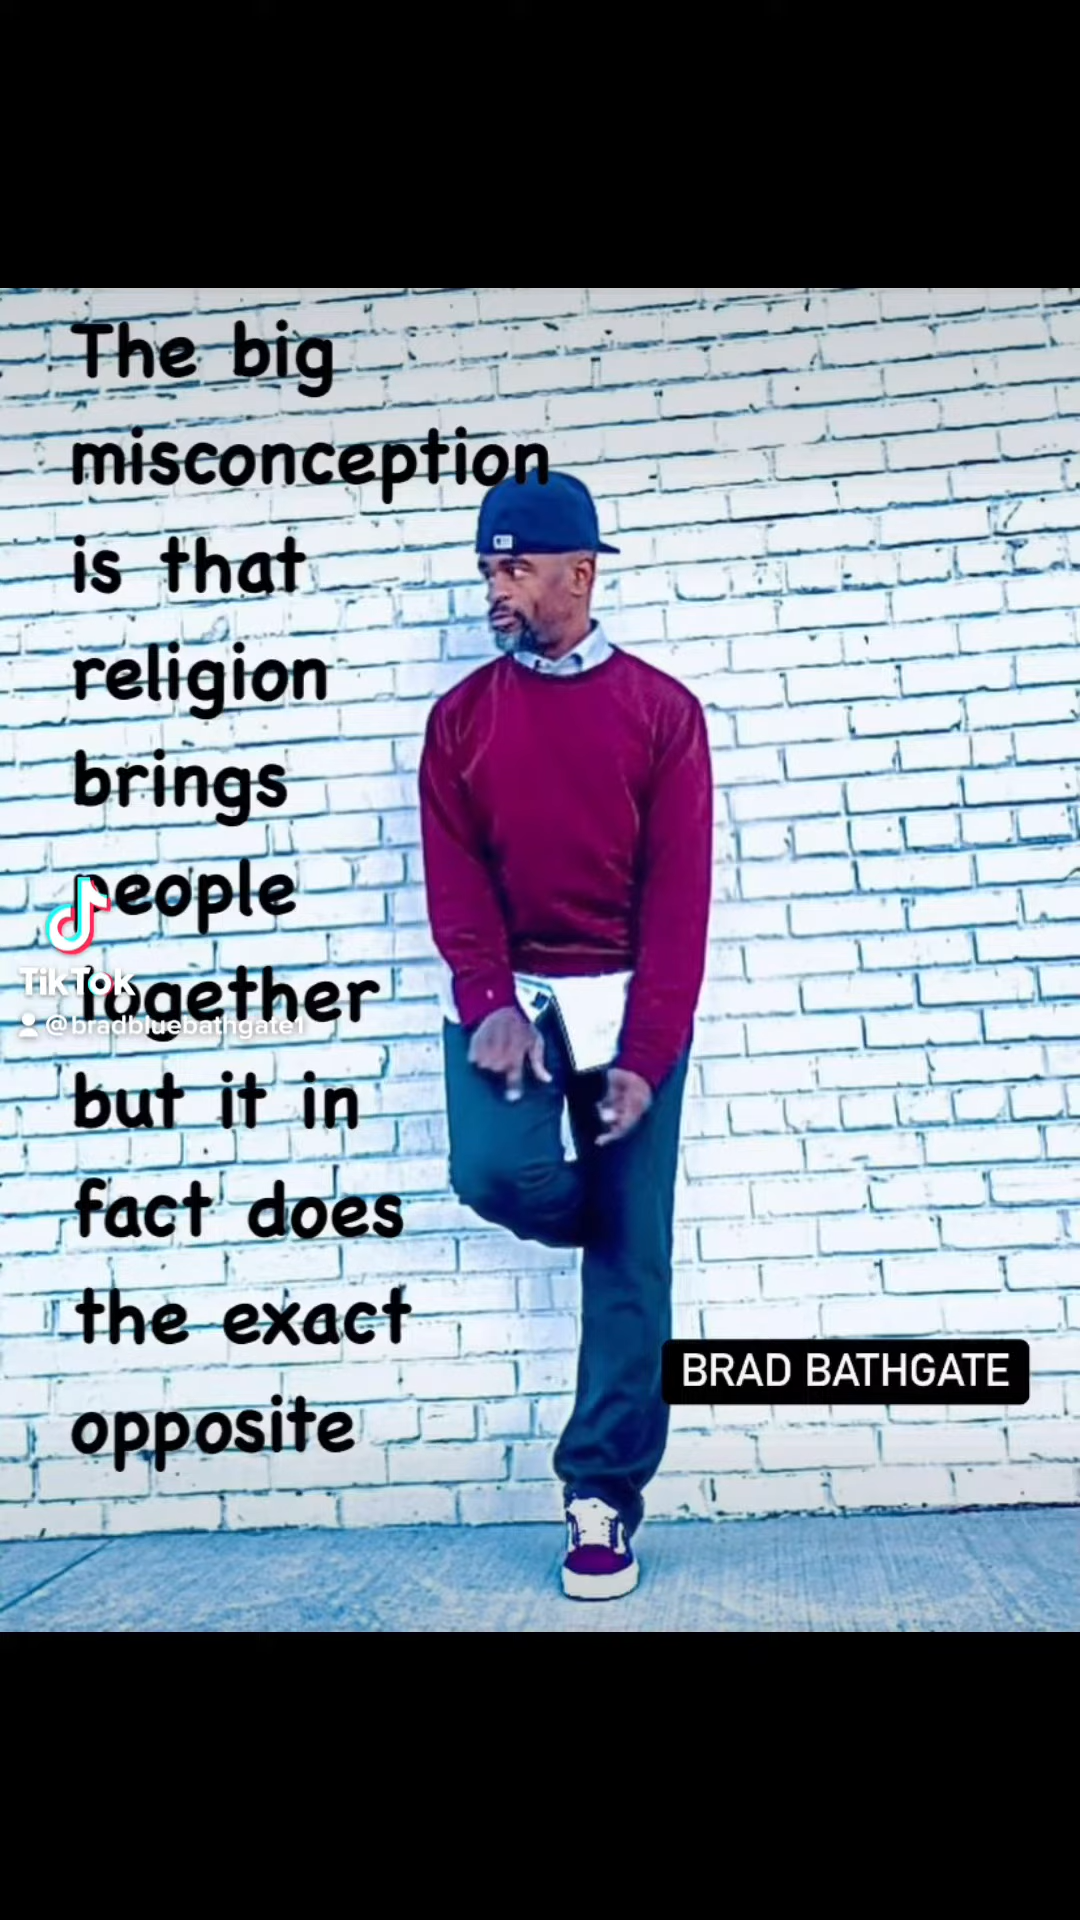 The big
misconception
is that
religion
brings
people
Together
but it in
fact does
the exact
opposite
TikTok
@bradbluebathgate1
BRAD BATHGATE